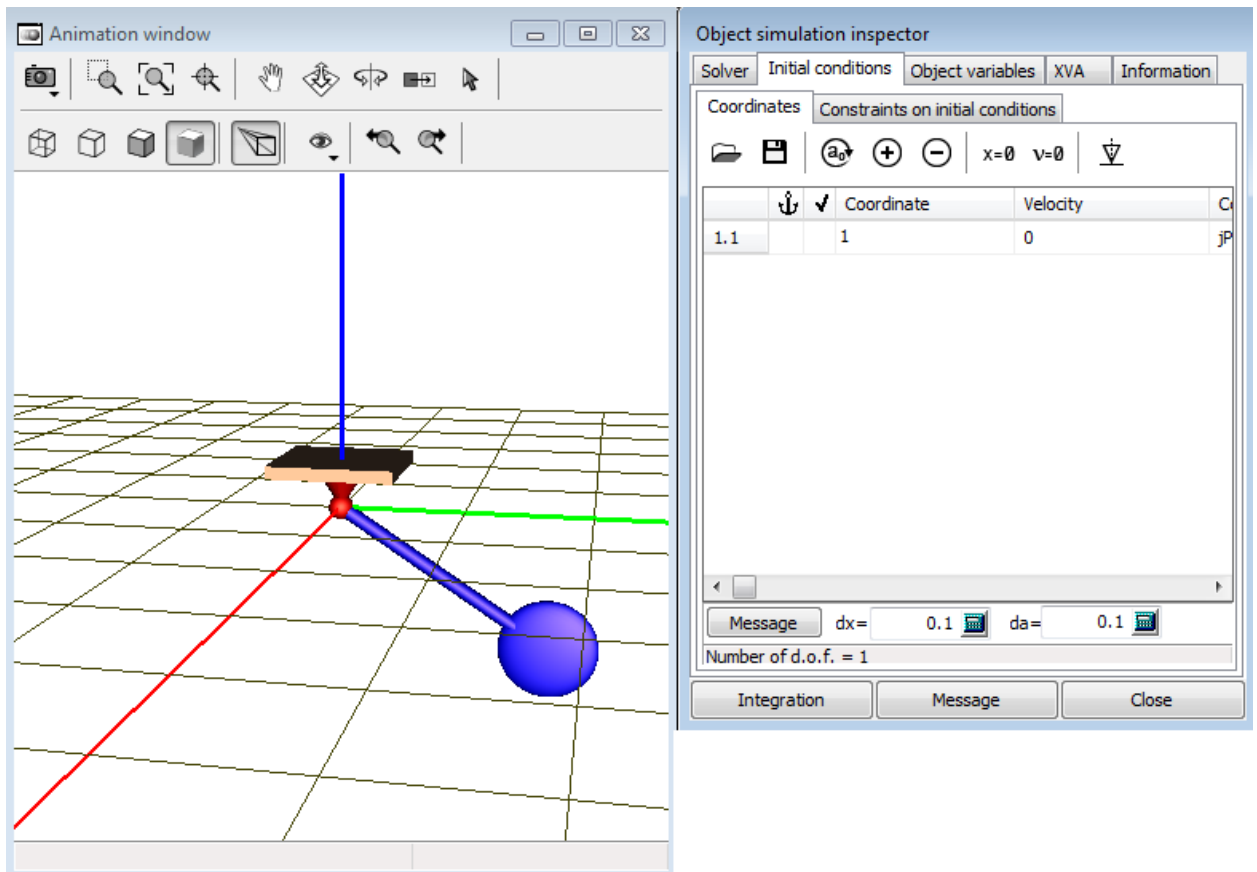 Animation window
Object simulation inspector
Solver Initial conditions Object variables XVA Information
Coordinates Constraints on initial conditions
a₀ x=0 v=0
Coordinate Velocity
1.1 1 0 jP
Message dx= 0.1 da= 0.1
Number of d.o.f. = 1
Integration Message Close